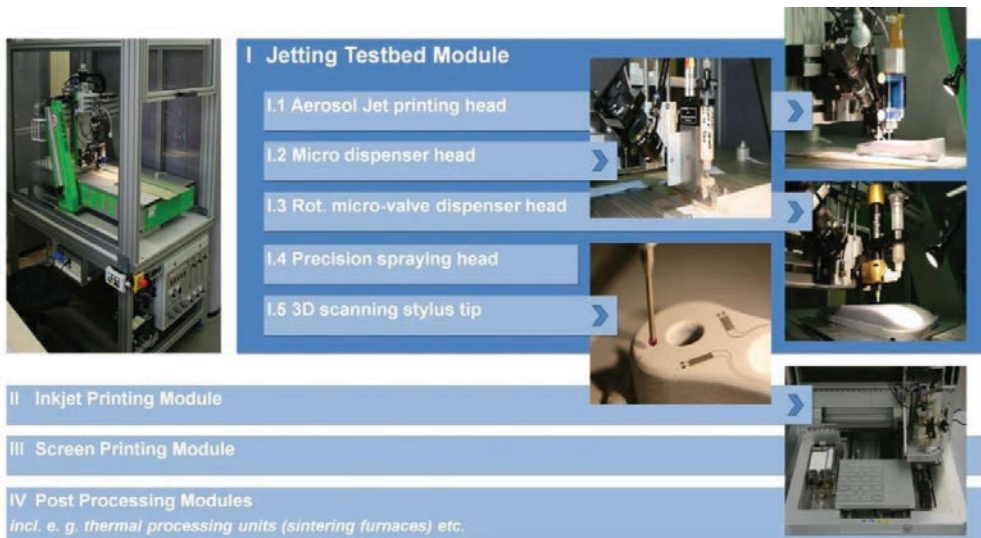 I Jetting Testbed Module
I.1 Aerosol Jet printing head
I.2 Micro dispenser head
I.3 Rot. micro-valve dispenser head
I.4 Precision spraying head
I.5 3D scanning stylus tip
II Inkjet Printing Module
III Screen Printing Module
IV Post Processing Modules
incl. e. g. thermal processing units (sintering furnaces) etc.